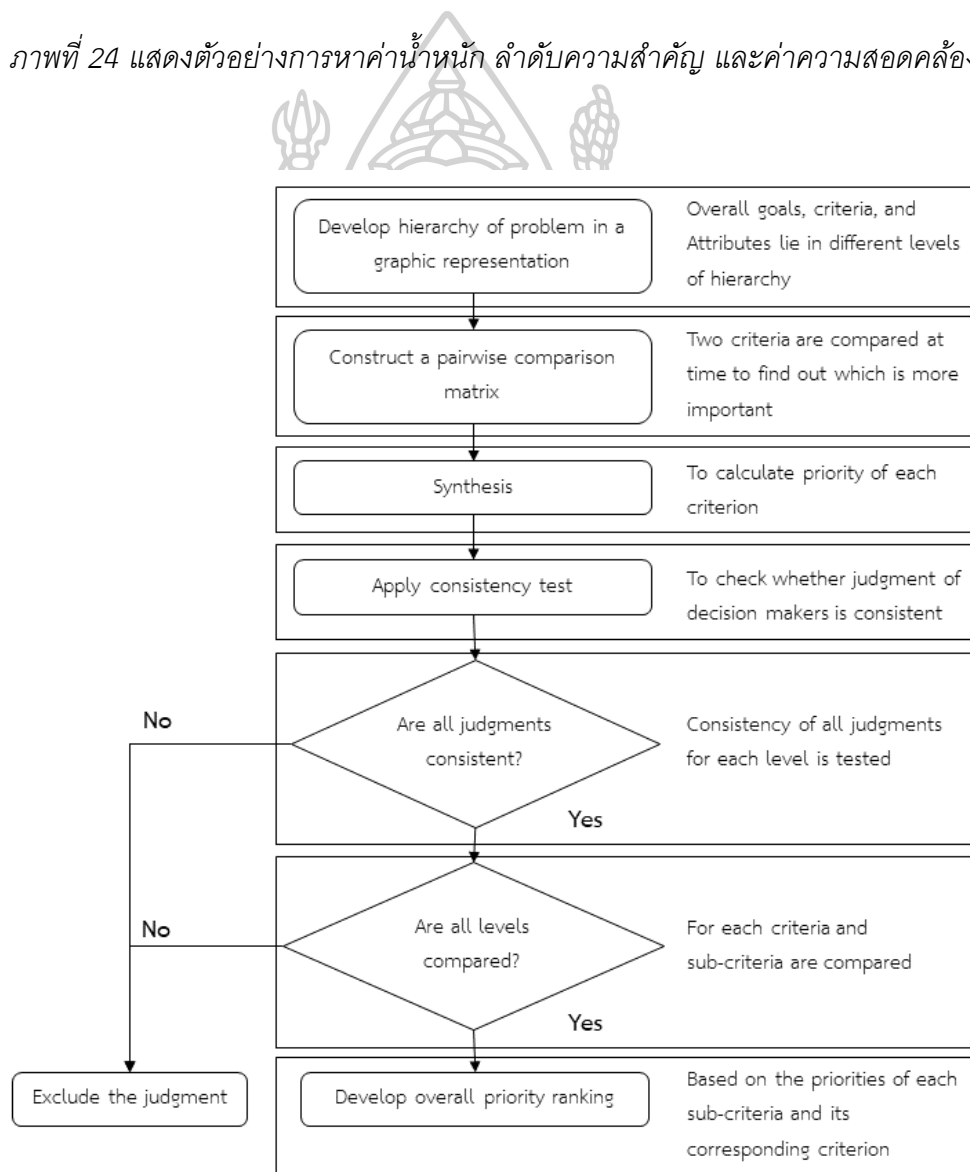 ภาพที่ 24 แสดงตัวอย่างการหาค่าน้ำหนัก ลำดับความสำคัญ และค่าความสอดคล้อง
Develop hierarchy of problem in a
graphic representation
Overall goals, criteria, and
Attributes lie in different levels
of hierarchy
Construct a pairwise comparison
matrix
Two criteria are compared at
time to find out which is more
important
Synthesis
To calculate priority of each
criterion
Apply consistency test
To check whether judgment of
decision makers is consistent
No
Are all judgments
consistent?
Consistency of all judgments
for each level is tested
Yes
No
Are all levels
compared?
For each criteria and
sub-criteria are compared
Yes
Exclude the judgment
Develop overall priority ranking
Based on the priorities of each
sub-criteria and its
corresponding criterion